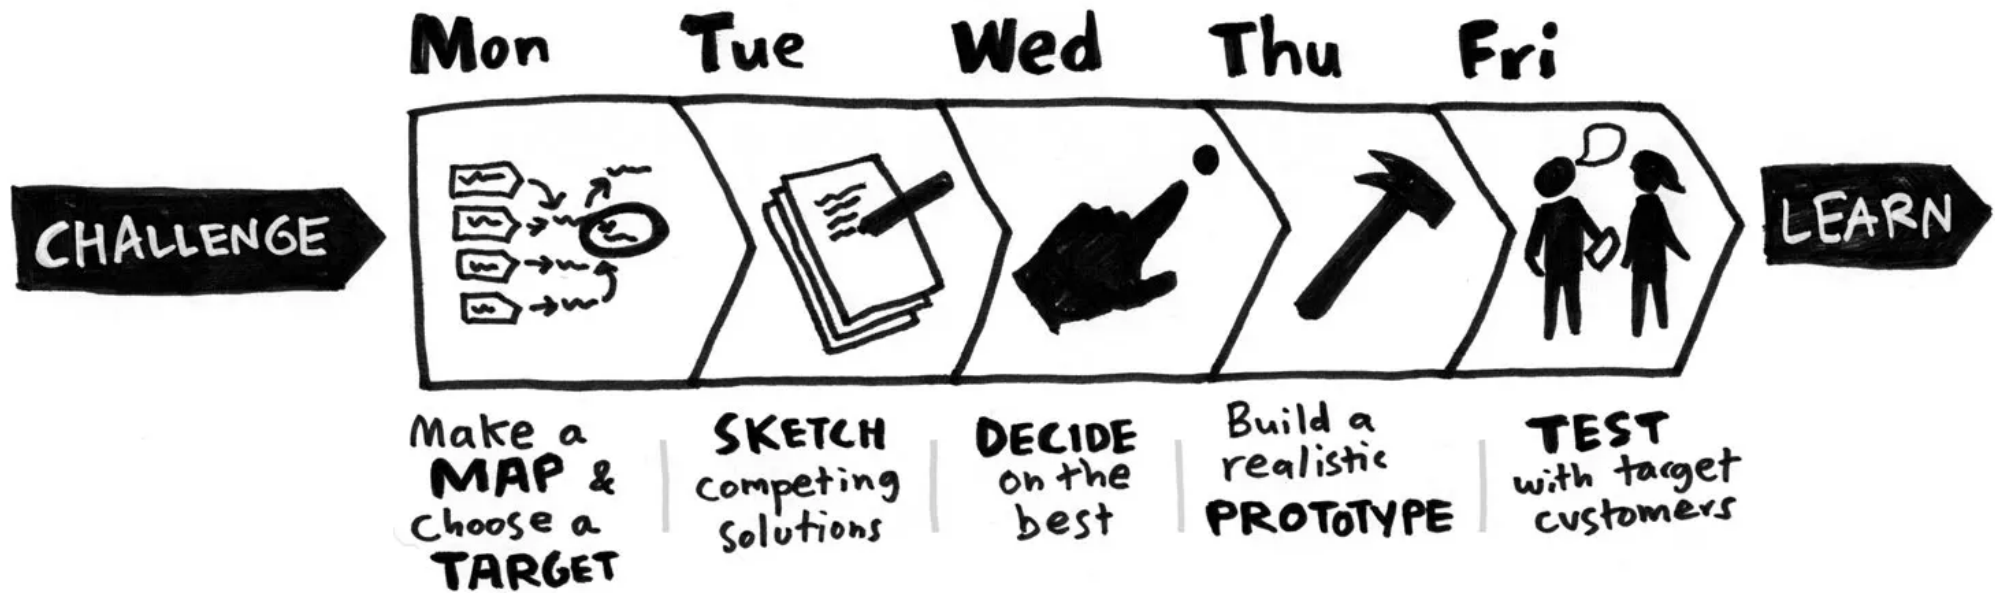 Mon Tue Wed Thu Fri
CHALLENGE
LEARN
Make a
MAP &
choose a
TARGET
SKETCH
competing
solutions
DECIDE
on the
best
Build a
realistic
PROTOTYPE
TEST
with target
customers